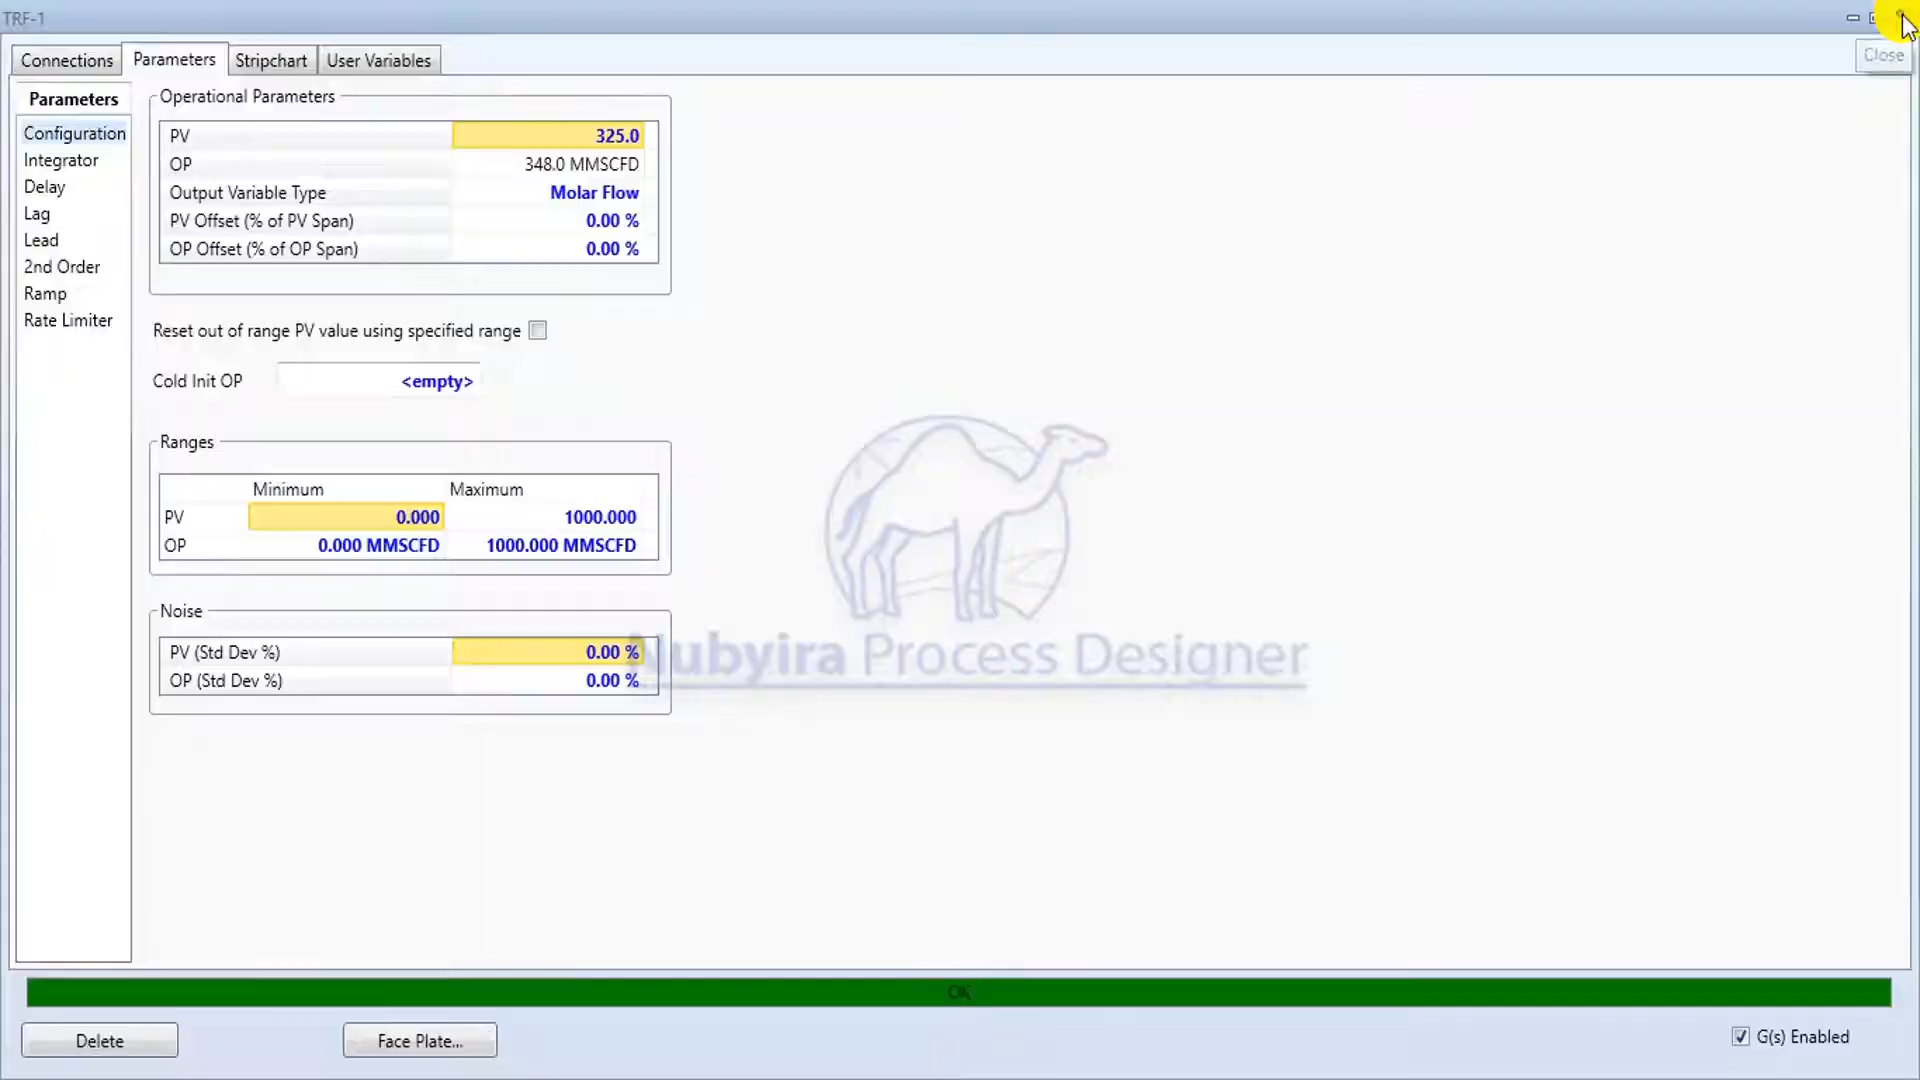 TRF-1
Close
Connections Parameters Stripchart User Variables
Parameters
Configuration
Integrator
Delay
Lag
Lead
2nd Order
Ramp
Rate Limiter
Operational Parameters
PV 325.0
OP 348.0 MMSCFD
Output Variable Type Molar Flow
PV Offset (% of PV Span) 0.00 %
OP Offset (% of OP Span) 0.00 %
Reset out of range PV value using specified range
Cold Init OP <empty>
Ranges
Minimum Maximum
PV 0.000 1000.000
OP 0.000 MMSCFD 1000.000 MMSCFD
Noise
PV (Std Dev %) 0.00 %
OP (Std Dev %) 0.00 %
Nubyira Process Designer
OK
Delete Face Plate... G(s) Enabled